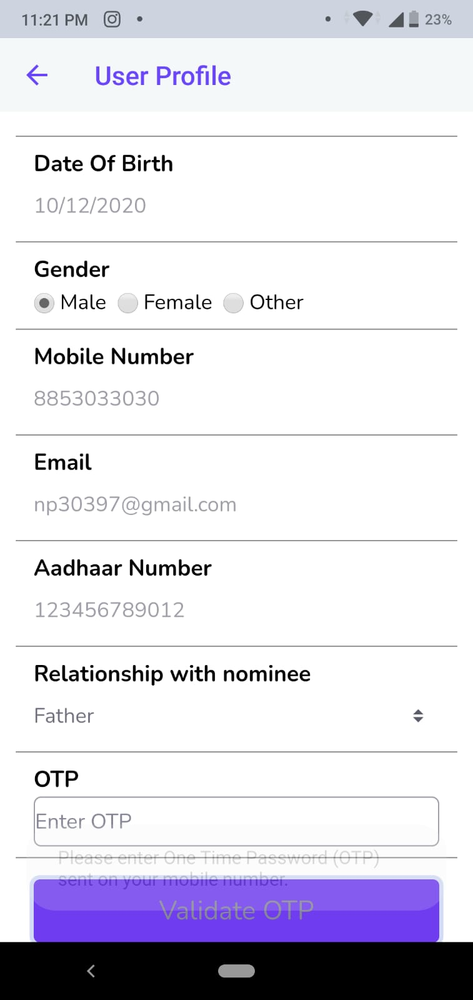 11:21 PM
23%
User Profile
Date Of Birth
10/12/2020
Gender
Male Female Other
Mobile Number
8853033030
Email
np30397@gmail.com
Aadhaar Number
123456789012
Relationship with nominee
Father
OTP
Enter OTP
Please enter One Time Password (OTP)
sent on your mobile number.
Validate OTP